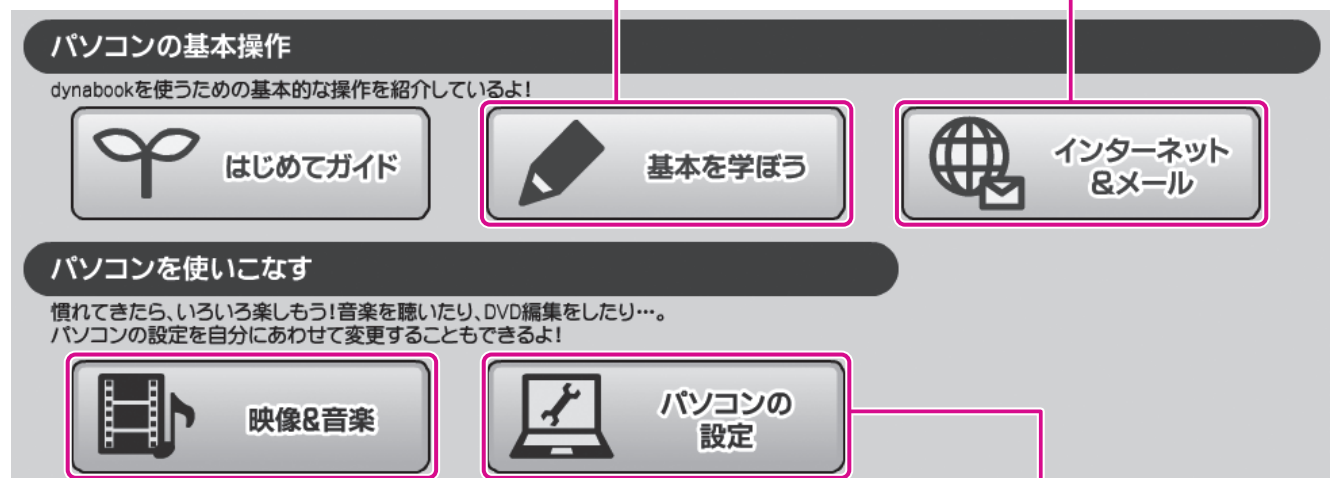 パソコンの基本操作
dynabookを使うための基本的な操作を紹介しているよ!
はじめてガイド
基本を学ぼう
インターネット
&メール
パソコンを使いこなす
慣れてきたら、いろいろ楽しもう!音楽を聴いたり、DVD編集をしたり…。
パソコンの設定を自分にあわせて変更することもできるよ!
映像&音楽
パソコンの
設定